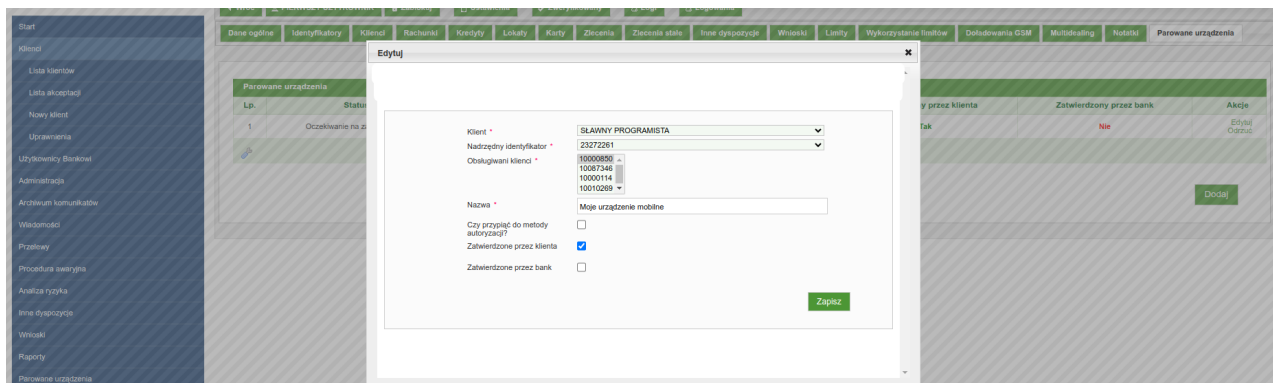 Start
Klienci
Lista klientów
Lista akceptacji
Nowy klient
Uprawnienia
Użytkownicy Bankowi
Administracja
Archiwum komunikatów
Wiadomości
Przelewy
Procedura awaryjna
Analiza ryzyka
Inne dyspozycje
Wnioski
Raporty
Parowane urządzenia
Dane ogólne Identyfikatory Klienci Rachunki Kredyty Lokaty Karty Zlecenia Zlecenia stałe Inne dyspozycje Wnioski Limity Wykorzystanie limitów Doładowania GSM Multidealing Notatki Parowane urządzenia
Parowane urządzenia
Lp. Statu y przez klienta Zatwierdzony przez bank Akcje
1 Oczekiwanie na z Tak Nie Edytuj
Odrzuć
Dodaj
Edytuj
Klient * SŁAWNY PROGRAMISTA
Nadrzędny identyfikator * 23272261
Obsługiwani klienci * 10000850
10087346
10000114
10010269
Nazwa * Moje urządzenie mobilne
Czy przypiąć do metody
autoryzacji?
Zatwierdzone przez klienta
Zatwierdzone przez bank
Zapisz